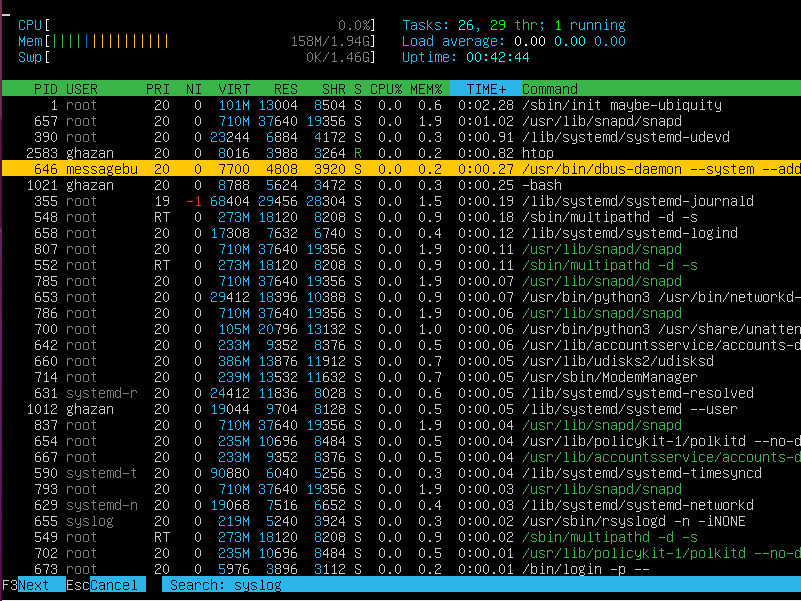 CPU[ 0.0%] Tasks: 26, 29 thr; 1 running
Mem[||||||||||||||| 158M/1.94G] Load average: 0.00 0.00 0.00
Swp[ 0K/1.46G] Uptime: 00:42:44
PID USER PRI NI VIRT RES SHR S CPU% MEM% TIME+ Command
1 root 20 0 101M 13004 8504 S 0.0 0.6 0:02.28 /sbin/init maybe-ubiquity
657 root 20 0 710M 37640 19356 S 0.0 1.9 0:01.02 /usr/lib/snapd/snapd
390 root 20 0 23244 6884 4172 S 0.0 0.3 0:00.91 /lib/systemd/systemd-udevd
2583 ghazan 20 0 8016 3988 3264 R 0.0 0.2 0:00.82 htop
646 messagebu 20 0 7700 4808 3920 S 0.0 0.2 0:00.27 /usr/bin/dbus-daemon --system --add
1021 ghazan 20 0 8788 5624 3472 S 0.0 0.3 0:00.25 -bash
355 root 19 -1 68404 29456 28304 S 0.0 1.5 0:00.19 /lib/systemd/systemd-journald
548 root RT 0 273M 18120 8208 S 0.0 0.9 0:00.18 /sbin/multipathd -d -s
658 root 20 0 17308 7632 6740 S 0.0 0.4 0:00.12 /lib/systemd/systemd-logind
807 root 20 0 710M 37640 19356 S 0.0 1.9 0:00.11 /usr/lib/snapd/snapd
552 root RT 0 273M 18120 8208 S 0.0 0.9 0:00.11 /sbin/multipathd -d -s
785 root 20 0 710M 37640 19356 S 0.0 1.9 0:00.07 /usr/lib/snapd/snapd
653 root 20 0 29412 18396 10388 S 0.0 0.9 0:00.07 /usr/bin/python3 /usr/bin/networkd-
786 root 20 0 710M 37640 19356 S 0.0 1.9 0:00.06 /usr/lib/snapd/snapd
700 root 20 0 105M 20796 13132 S 0.0 1.0 0:00.06 /usr/bin/python3 /usr/share/unatten
642 root 20 0 233M 9352 8376 S 0.0 0.5 0:00.06 /usr/lib/accountsservice/accounts-d
660 root 20 0 386M 13876 11912 S 0.0 0.7 0:00.05 /usr/lib/udisks2/udisksd
714 root 20 0 239M 13532 11632 S 0.0 0.7 0:00.05 /usr/sbin/ModemManager
631 systemd-r 20 0 24412 11836 8028 S 0.0 0.6 0:00.05 /lib/systemd/systemd-resolved
1012 ghazan 20 0 19044 9704 8128 S 0.0 0.5 0:00.05 /lib/systemd/systemd --user
837 root 20 0 710M 37640 19356 S 0.0 1.9 0:00.04 /usr/lib/snapd/snapd
654 root 20 0 235M 10696 8484 S 0.0 0.5 0:00.04 /usr/lib/policykit-1/polkitd --no-d
667 root 20 0 233M 9352 8376 S 0.0 0.5 0:00.04 /usr/lib/accountsservice/accounts-d
590 systemd-t 20 0 90880 6040 5256 S 0.0 0.3 0:00.04 /lib/systemd/systemd-timesyncd
793 root 20 0 710M 37640 19356 S 0.0 1.9 0:00.03 /usr/lib/snapd/snapd
629 systemd-n 20 0 19068 7516 6652 S 0.0 0.4 0:00.03 /lib/systemd/systemd-networkd
655 syslog 20 0 219M 5240 3924 S 0.0 0.3 0:00.02 /usr/sbin/rsyslogd -n -iNONE
549 root RT 0 273M 18120 8208 S 0.0 0.9 0:00.02 /sbin/multipathd -d -s
702 root 20 0 235M 10696 8484 S 0.0 0.5 0:00.01 /usr/lib/policykit-1/polkitd --no-d
673 root 20 0 5976 3896 3112 S 0.0 0.2 0:00.01 /bin/login -p --
F3Next EscCancel Search: syslog